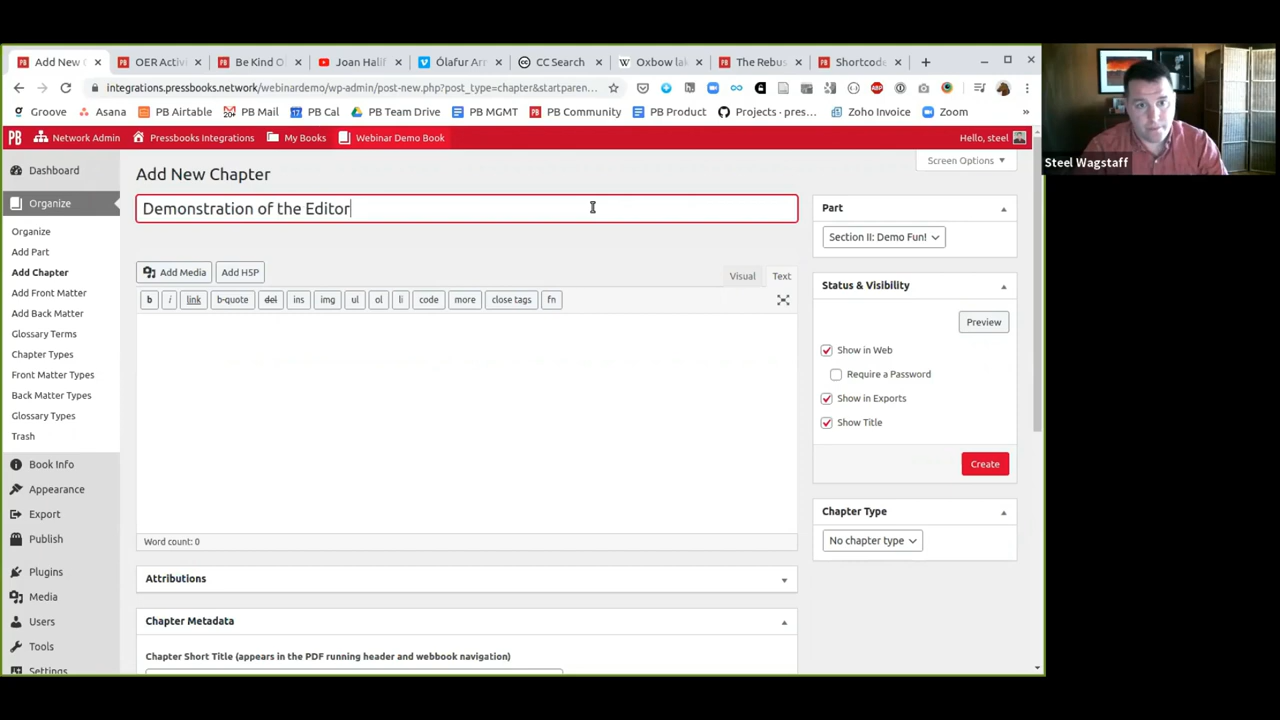 Add New C
OER Activ
Be Kind O
Joan Halif
Ólafur Arn
CC Search
Oxbow lak
The Rebus
Shortcode
integrations.pressbooks.network/webinardemo/wp-admin/post-new.php?post_type=chapter&startparen...
Groove
Asana
PB Airtable
PB Mail
PB Cal
PB Team Drive
PB MGMT
PB Community
PB Product
Projects - pres...
Zoho Invoice
Zoom
PB
Network Admin
Pressbooks Integrations
My Books
Webinar Demo Book
Hello, steel
Steel Wagstaff
Dashboard
Organize
Organize
Add Part
Add Chapter
Add Front Matter
Add Back Matter
Glossary Terms
Chapter Types
Front Matter Types
Back Matter Types
Glossary Types
Trash
Book Info
Appearance
Export
Publish
Plugins
Media
Users
Tools
Settings
Screen Options
Add New Chapter
Demonstration of the Editor
Add Media
Add H5P
Visual
Text
b
i
link
b-quote
del
ins
img
ul
ol
li
code
more
close tags
fn
Word count: 0
Attributions
Chapter Metadata
Chapter Short Title (appears in the PDF running header and webbook navigation)
Part
Section II: Demo Fun!
Status & Visibility
Preview
Show in Web
Require a Password
Show in Exports
Show Title
Create
Chapter Type
No chapter type